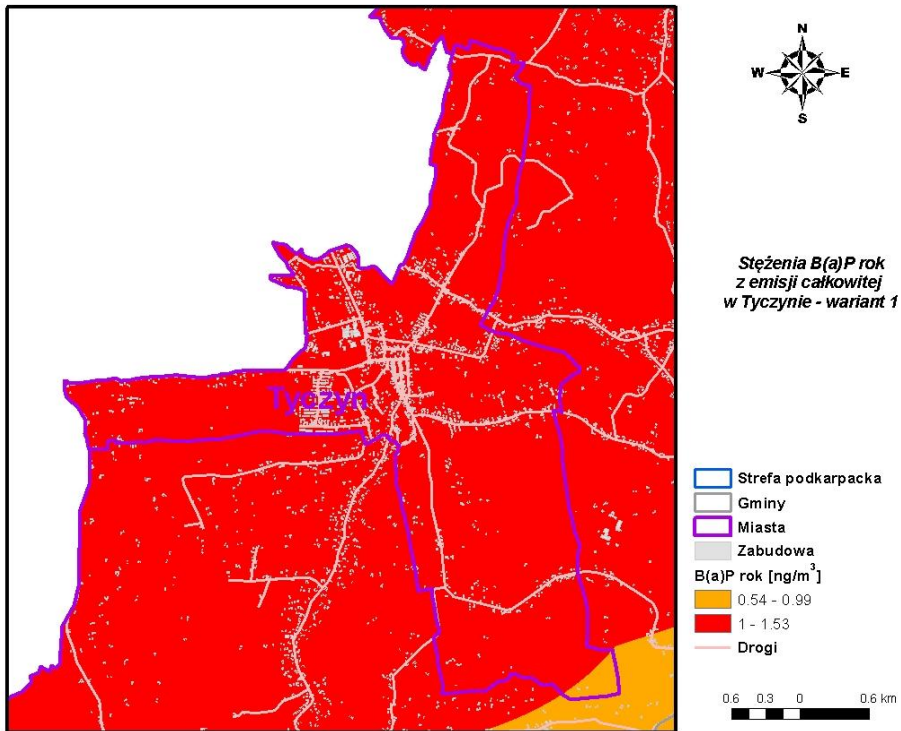 N
W E
S
Stężenia B(a)P rok
z emisji całkowitej
w Tyczynie - wariant 1
Tyczyn
Strefa podkarpacka
Gminy
Miasta
Zabudowa
B(a)P rok [ng/m³]
0.54 - 0.99
1 - 1.53
Drogi
0.6 0.3 0 0.6 km